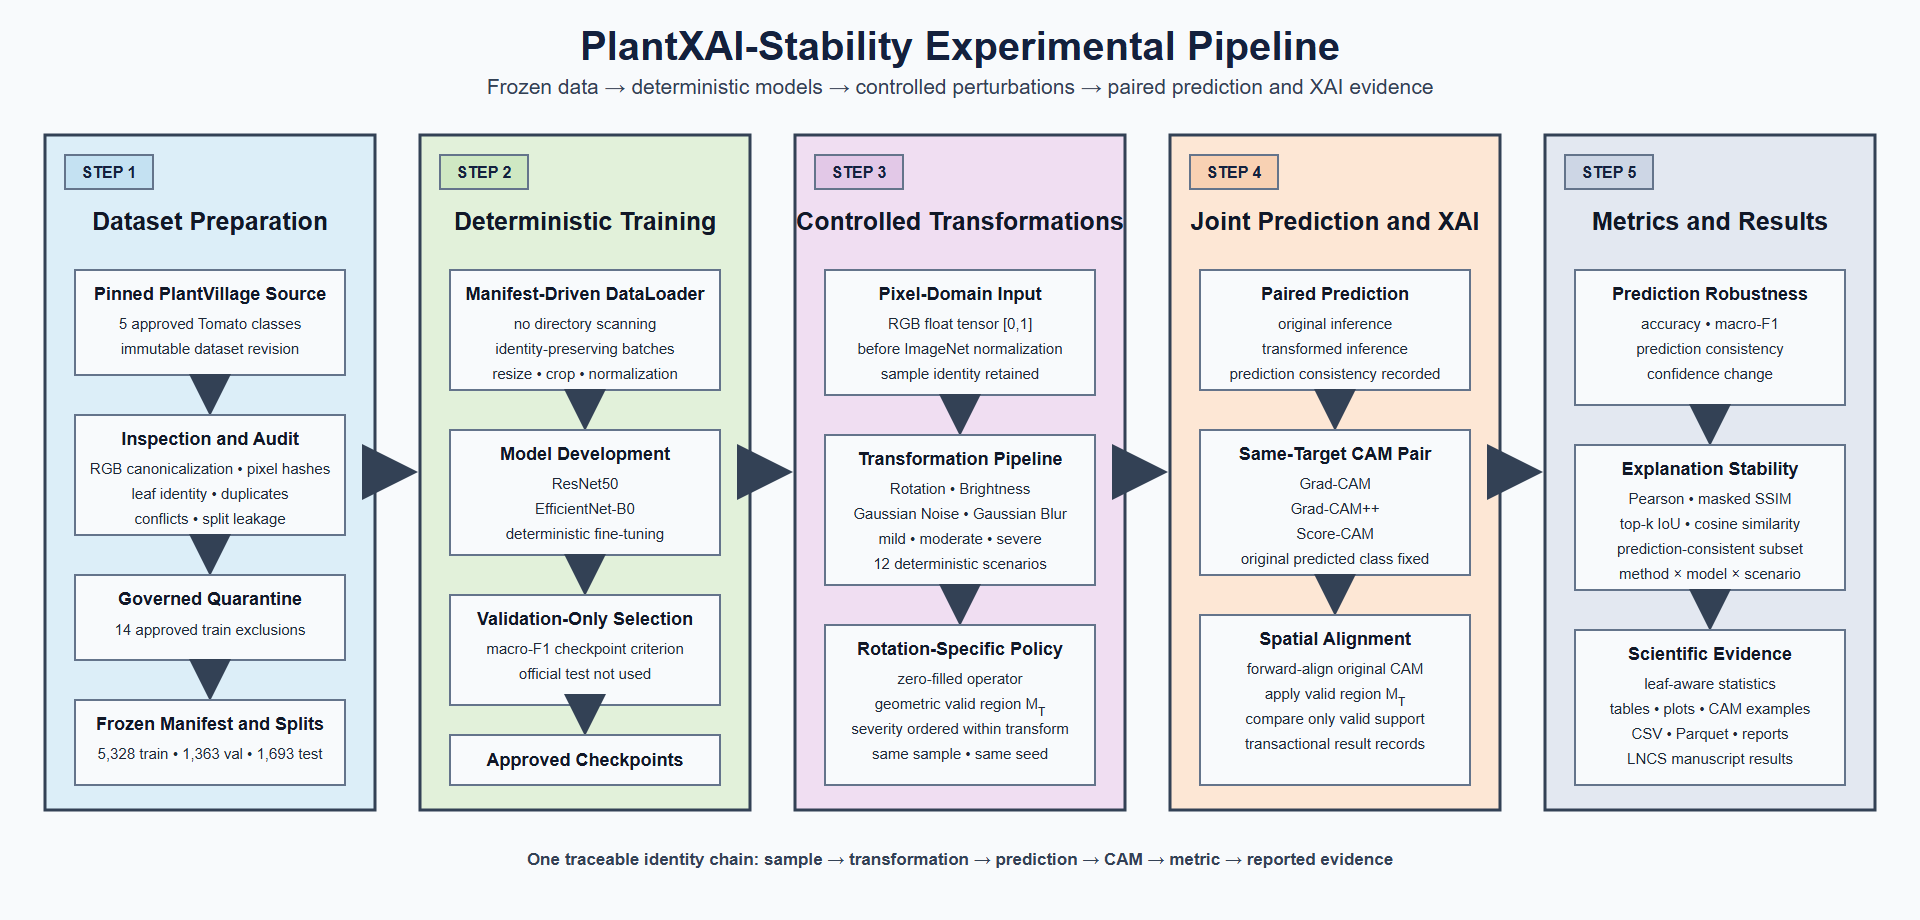 PlantXAI-Stability Experimental Pipeline
Frozen data → deterministic models → controlled perturbations → paired prediction and XAI evidence
STEP 1
Dataset Preparation
Pinned PlantVillage Source
5 approved Tomato classes
immutable dataset revision
Inspection and Audit
RGB canonicalization • pixel hashes
leaf identity • duplicates
conflicts • split leakage
Governed Quarantine
14 approved train exclusions
Frozen Manifest and Splits
5,328 train • 1,363 val • 1,693 test
STEP 2
Deterministic Training
Manifest-Driven DataLoader
no directory scanning
identity-preserving batches
resize • crop • normalization
Model Development
ResNet50
EfficientNet-B0
deterministic fine-tuning
Validation-Only Selection
macro-F1 checkpoint criterion
official test not used
Approved Checkpoints
STEP 3
Controlled Transformations
Pixel-Domain Input
RGB float tensor [0,1]
before ImageNet normalization
sample identity retained
Transformation Pipeline
Rotation • Brightness
Gaussian Noise • Gaussian Blur
mild • moderate • severe
12 deterministic scenarios
Rotation-Specific Policy
zero-filled operator
geometric valid region M_T
severity ordered within transform
same sample • same seed
STEP 4
Joint Prediction and XAI
Paired Prediction
original inference
transformed inference
prediction consistency recorded
Same-Target CAM Pair
Grad-CAM
Grad-CAM++
Score-CAM
original predicted class fixed
Spatial Alignment
forward-align original CAM
apply valid region M_T
compare only valid support
transactional result records
STEP 5
Metrics and Results
Prediction Robustness
accuracy • macro-F1
prediction consistency
confidence change
Explanation Stability
Pearson • masked SSIM
top-k IoU • cosine similarity
prediction-consistent subset
method × model × scenario
Scientific Evidence
leaf-aware statistics
tables • plots • CAM examples
CSV • Parquet • reports
LNCS manuscript results
One traceable identity chain: sample → transformation → prediction → CAM → metric → reported evidence